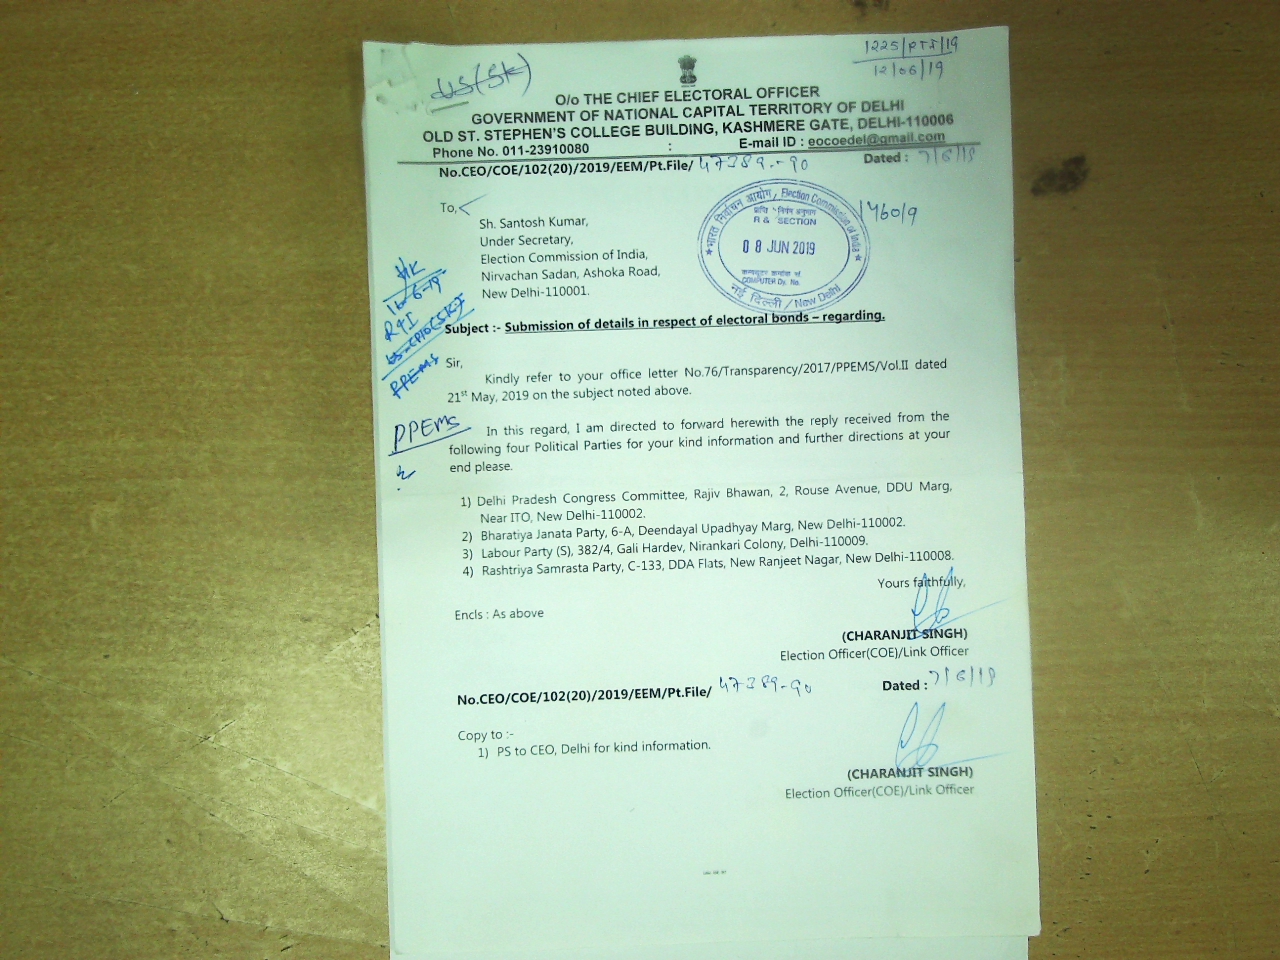 US(SK)
1225/RTI/19
12/06/19
O/o THE CHIEF ELECTORAL OFFICER
GOVERNMENT OF NATIONAL CAPITAL TERRITORY OF DELHI
OLD ST. STEPHEN'S COLLEGE BUILDING, KASHMERE GATE, DELHI-110006
Phone No. 011-23910080 : E-mail ID : eocoedel@gmail.com
No.CEO/COE/102(20)/2019/EEM/Pt.File/ 47389-90 Dated : 7/6/19
To,
Sh. Santosh Kumar,
Under Secretary,
Election Commission of India,
Nirvachan Sadan, Ashoka Road,
New Delhi-110001.
भारत निर्वाचन आयोग, Election Commission of India
R & SECTION
08 JUN 2019
COMPUTER Dy. No.
नई दिल्ली / New Delhi
Subject :- Submission of details in respect of electoral bonds – regarding.
RTI
PPEMS
PPEMS
Sir,
Kindly refer to your office letter No.76/Transparency/2017/PPEMS/Vol.II dated
21st May, 2019 on the subject noted above.
In this regard, I am directed to forward herewith the reply received from the
following four Political Parties for your kind information and further directions at your
end please.
1) Delhi Pradesh Congress Committee, Rajiv Bhawan, 2, Rouse Avenue, DDU Marg,
Near ITO, New Delhi-110002.
2) Bharatiya Janata Party, 6-A, Deendayal Upadhyay Marg, New Delhi-110002.
3) Labour Party (S), 382/4, Gali Hardev, Nirankari Colony, Delhi-110009.
4) Rashtriya Samrasta Party, C-133, DDA Flats, New Ranjeet Nagar, New Delhi-110008.
Yours faithfully,
Encls : As above
(CHARANJIT SINGH)
Election Officer(COE)/Link Officer
No.CEO/COE/102(20)/2019/EEM/Pt.File/ 47389-90 Dated : 7/6/19
Copy to :-
1) PS to CEO, Delhi for kind information.
(CHARANJIT SINGH)
Election Officer(COE)/Link Officer